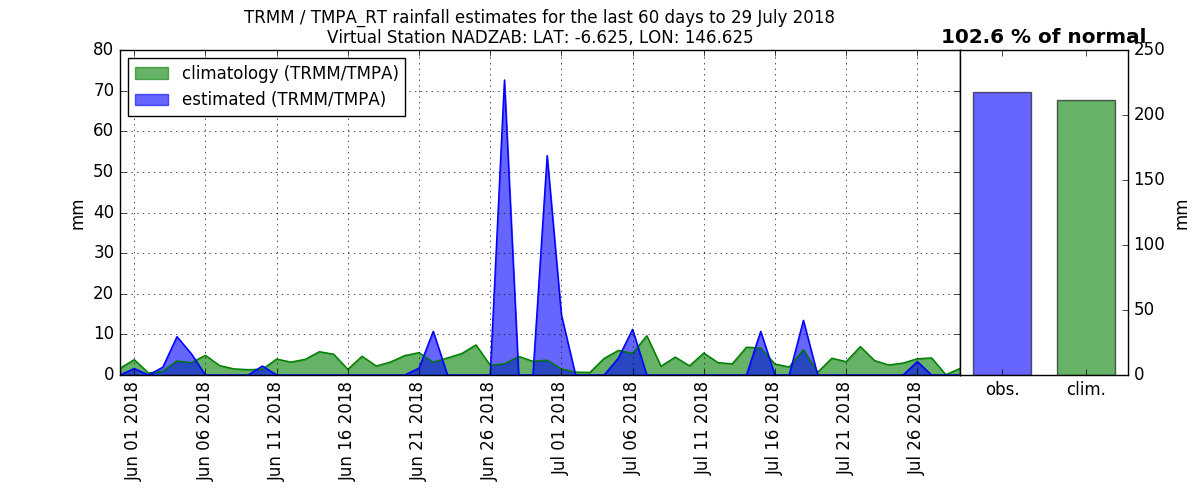 TRMM / TMPA_RT rainfall estimates for the last 60 days to 29 July 2018
Virtual Station NADZAB: LAT: -6.625, LON: 146.625
102.6 % of normal
climatology (TRMM/TMPA)
estimated (TRMM/TMPA)
80
70
60
50
40
30
20
10
0
mm
Jun 01 2018
Jun 06 2018
Jun 11 2018
Jun 16 2018
Jun 21 2018
Jun 26 2018
Jul 01 2018
Jul 06 2018
Jul 11 2018
Jul 16 2018
Jul 21 2018
Jul 26 2018
obs.
clim.
250
200
150
100
50
0
mm